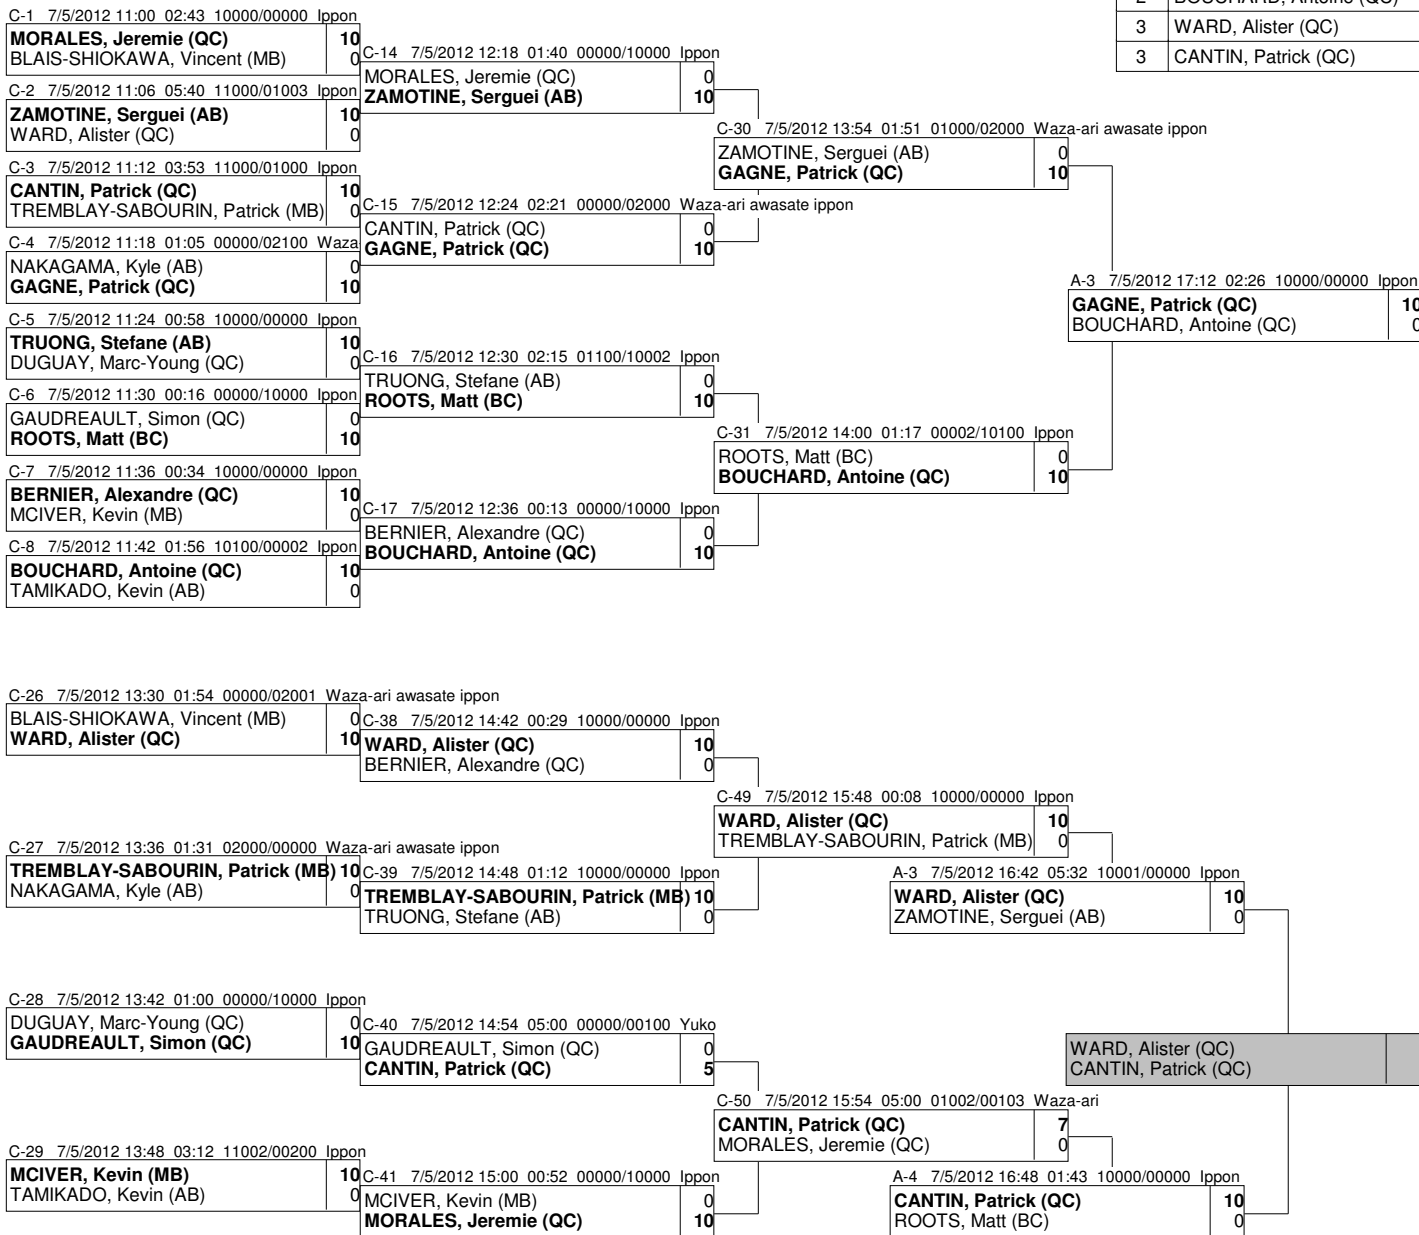 2 BOUCHARD, Antoine (QC)
3 WARD, Alister (QC)
3 CANTIN, Patrick (QC)
C-1 7/5/2012 11:00 02:43 10000/00000 Ippon
MORALES, Jeremie (QC) 10
BLAIS-SHIOKAWA, Vincent (MB) 0
C-2 7/5/2012 11:06 05:40 11000/01003 Ippon
ZAMOTINE, Serguei (AB) 10
WARD, Alister (QC) 0
C-3 7/5/2012 11:12 03:53 11000/01000 Ippon
CANTIN, Patrick (QC) 10
TREMBLAY-SABOURIN, Patrick (MB) 0
C-4 7/5/2012 11:18 01:05 00000/02100 Waza-
NAKAGAMA, Kyle (AB) 0
GAGNE, Patrick (QC) 10
C-5 7/5/2012 11:24 00:58 10000/00000 Ippon
TRUONG, Stefane (AB) 10
DUGUAY, Marc-Young (QC) 0
C-6 7/5/2012 11:30 00:16 00000/10000 Ippon
GAUDREAULT, Simon (QC) 0
ROOTS, Matt (BC) 10
C-7 7/5/2012 11:36 00:34 10000/00000 Ippon
BERNIER, Alexandre (QC) 10
MCIVER, Kevin (MB) 0
C-8 7/5/2012 11:42 01:56 10100/00002 Ippon
BOUCHARD, Antoine (QC) 10
TAMIKADO, Kevin (AB) 0
C-14 7/5/2012 12:18 01:40 00000/10000 Ippon
MORALES, Jeremie (QC) 0
ZAMOTINE, Serguei (AB) 10
C-15 7/5/2012 12:24 02:21 00000/02000 Waza-ari awasate ippon
CANTIN, Patrick (QC) 0
GAGNE, Patrick (QC) 10
C-16 7/5/2012 12:30 02:15 01100/10002 Ippon
TRUONG, Stefane (AB) 0
ROOTS, Matt (BC) 10
C-17 7/5/2012 12:36 00:13 00000/10000 Ippon
BERNIER, Alexandre (QC) 0
BOUCHARD, Antoine (QC) 10
C-30 7/5/2012 13:54 01:51 01000/02000 Waza-ari awasate ippon
ZAMOTINE, Serguei (AB) 0
GAGNE, Patrick (QC) 10
C-31 7/5/2012 14:00 01:17 00002/10100 Ippon
ROOTS, Matt (BC) 0
BOUCHARD, Antoine (QC) 10
A-3 7/5/2012 17:12 02:26 10000/00000 Ippon
GAGNE, Patrick (QC) 10
BOUCHARD, Antoine (QC) 0
C-26 7/5/2012 13:30 01:54 00000/02001 Waza-ari awasate ippon
BLAIS-SHIOKAWA, Vincent (MB) 0
WARD, Alister (QC) 10
C-27 7/5/2012 13:36 01:31 02000/00000 Waza-ari awasate ippon
TREMBLAY-SABOURIN, Patrick (MB) 10
NAKAGAMA, Kyle (AB) 0
C-28 7/5/2012 13:42 01:00 00000/10000 Ippon
DUGUAY, Marc-Young (QC) 0
GAUDREAULT, Simon (QC) 10
C-29 7/5/2012 13:48 03:12 11002/00200 Ippon
MCIVER, Kevin (MB) 10
TAMIKADO, Kevin (AB) 0
C-38 7/5/2012 14:42 00:29 10000/00000 Ippon
WARD, Alister (QC) 10
BERNIER, Alexandre (QC) 0
C-39 7/5/2012 14:48 01:12 10000/00000 Ippon
TREMBLAY-SABOURIN, Patrick (MB) 10
TRUONG, Stefane (AB) 0
C-40 7/5/2012 14:54 05:00 00000/00100 Yuko
GAUDREAULT, Simon (QC) 0
CANTIN, Patrick (QC) 5
C-41 7/5/2012 15:00 00:52 00000/10000 Ippon
MCIVER, Kevin (MB) 0
MORALES, Jeremie (QC) 10
C-49 7/5/2012 15:48 00:08 10000/00000 Ippon
WARD, Alister (QC) 10
TREMBLAY-SABOURIN, Patrick (MB) 0
C-50 7/5/2012 15:54 05:00 01002/00103 Waza-ari
CANTIN, Patrick (QC) 7
MORALES, Jeremie (QC) 0
A-3 7/5/2012 16:42 05:32 10001/00000 Ippon
WARD, Alister (QC) 10
ZAMOTINE, Serguei (AB) 0
A-4 7/5/2012 16:48 01:43 10000/00000 Ippon
CANTIN, Patrick (QC) 10
ROOTS, Matt (BC) 0
WARD, Alister (QC)
CANTIN, Patrick (QC)